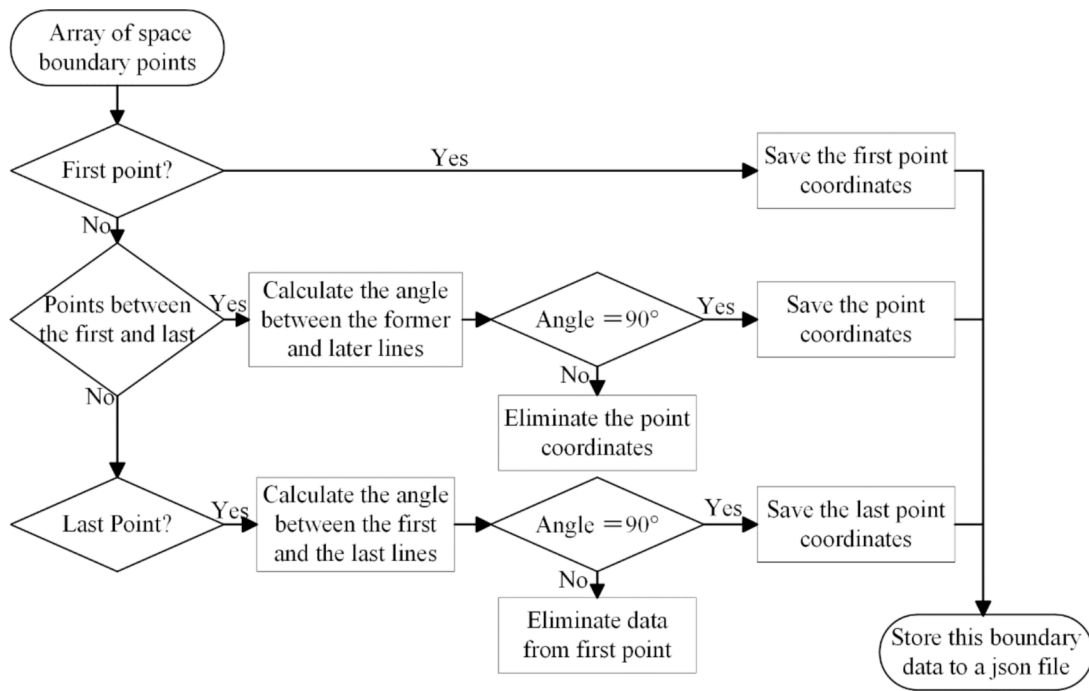 Array of space
boundary points
First point?
Yes
Save the first point
coordinates
No
Points between
the first and last
Yes
Calculate the angle
between the former
and later lines
Angle =90°
Yes
Save the point
coordinates
No
Eliminate the point
coordinates
No
Last Point?
Yes
Calculate the angle
between the first
and the last lines
Angle =90°
Yes
Save the last point
coordinates
No
Eliminate data
from first point
Store this boundary
data to a json file